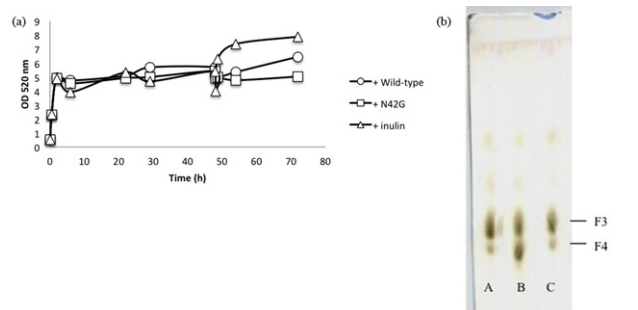 (a)
OD 520 nm
9
8
7
6
5
4
3
2
1
0
0 10 20 30 40 50 60 70 80
Time (h)
+ Wild-type
+ N42G
+ inulin
(b)
F3
F4
A B C